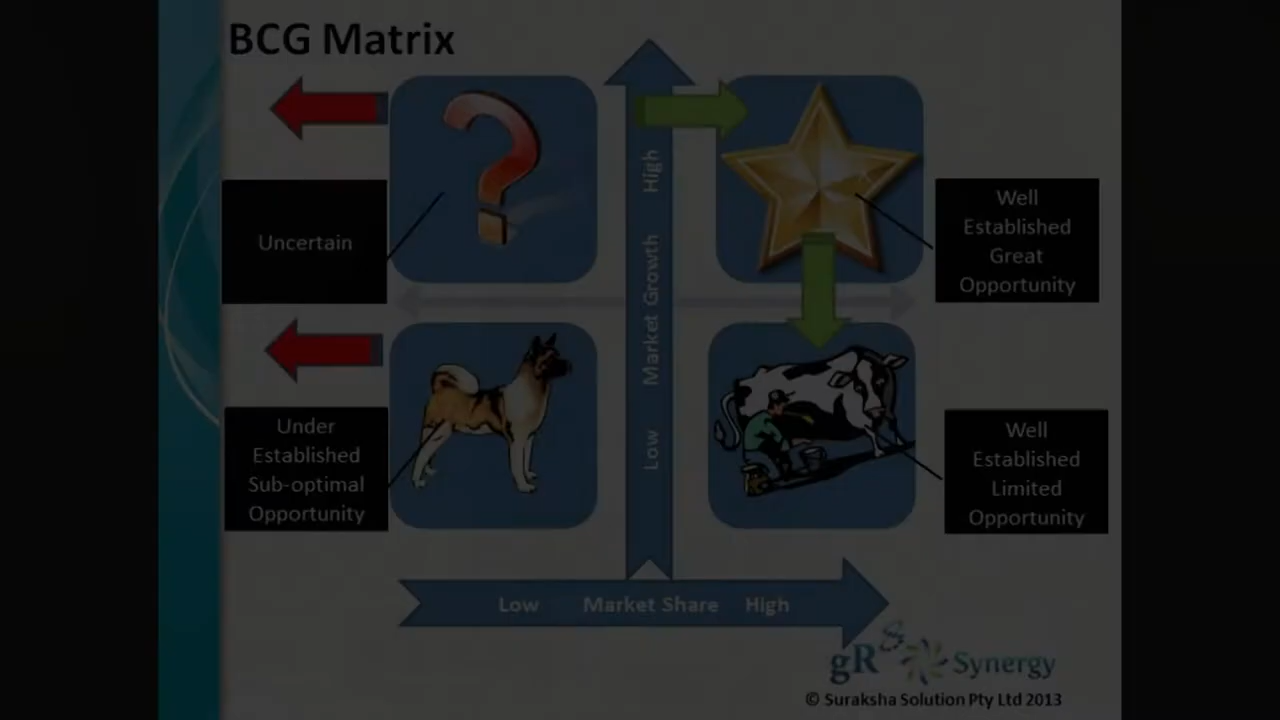 BCG Matrix
Uncertain
Well
Established
Great
Opportunity
Low Market Growth High
Under
Established
Sub-optimal
Opportunity
Well
Established
Limited
Opportunity
Low Market Share High
gR Synergy
© Suraksha Solution Pty Ltd 2013